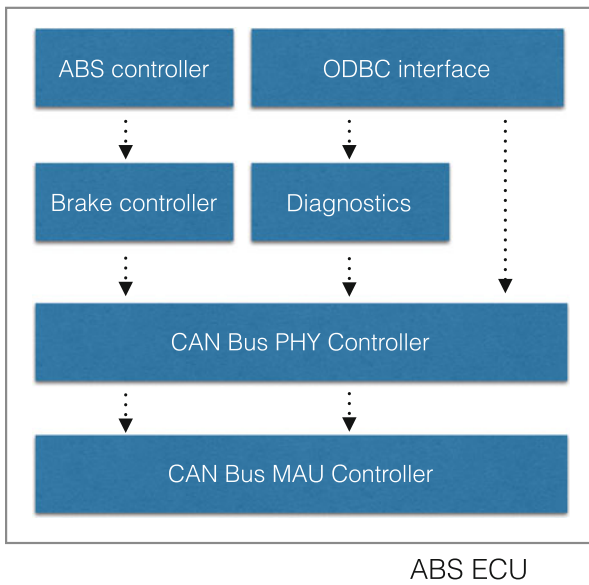 ABS controller
ODBC interface
Brake controller
Diagnostics
CAN Bus PHY Controller
CAN Bus MAU Controller
ABS ECU